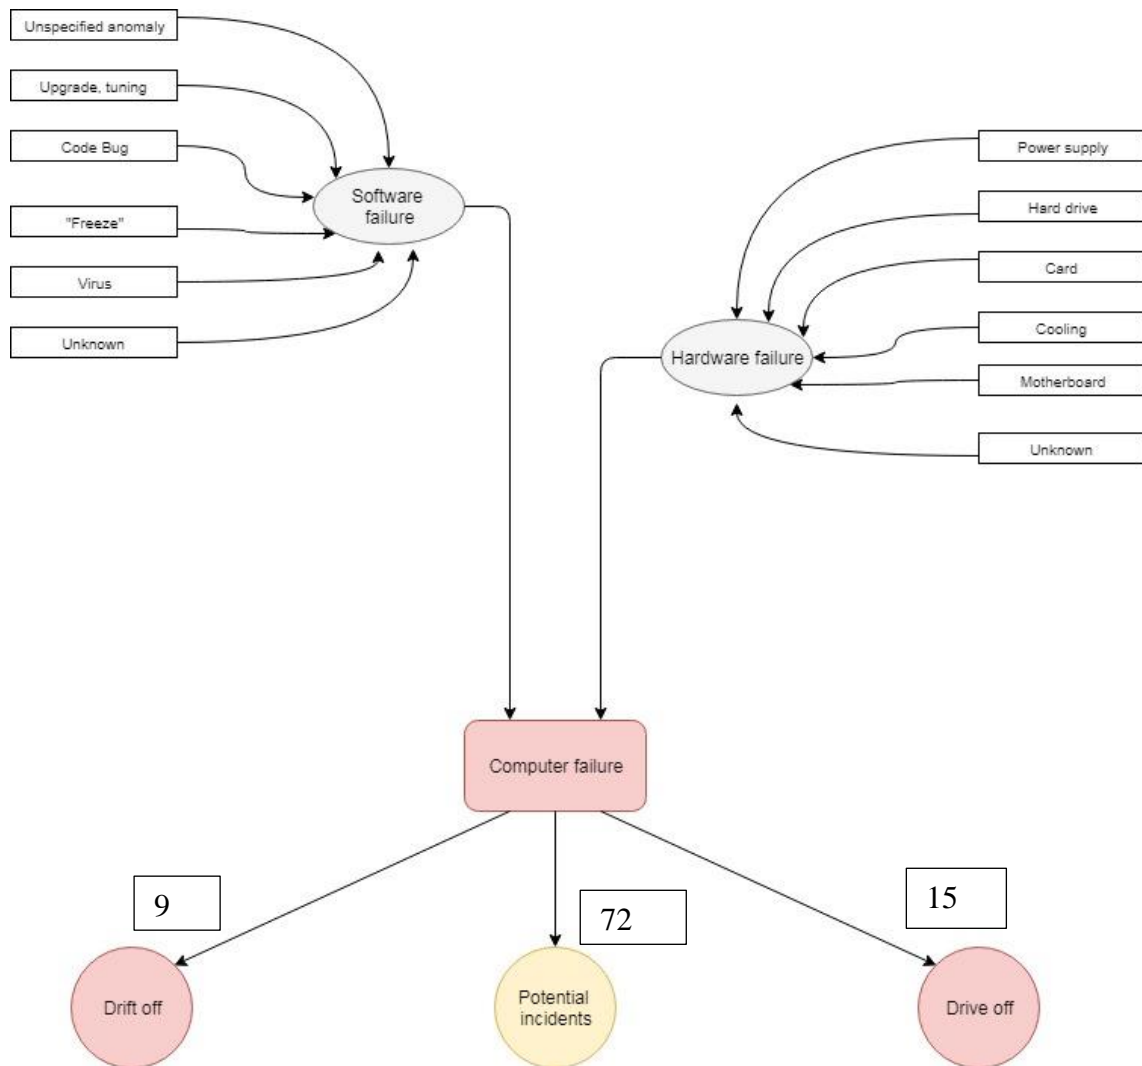 Unspecified anomaly
Upgrade, tuning
Code Bug
"Freeze"
Virus
Unknown
Software
failure
Power supply
Hard drive
Card
Cooling
Motherboard
Unknown
Hardware failure
Computer failure
9
72
15
Drift off
Potential
incidents
Drive off